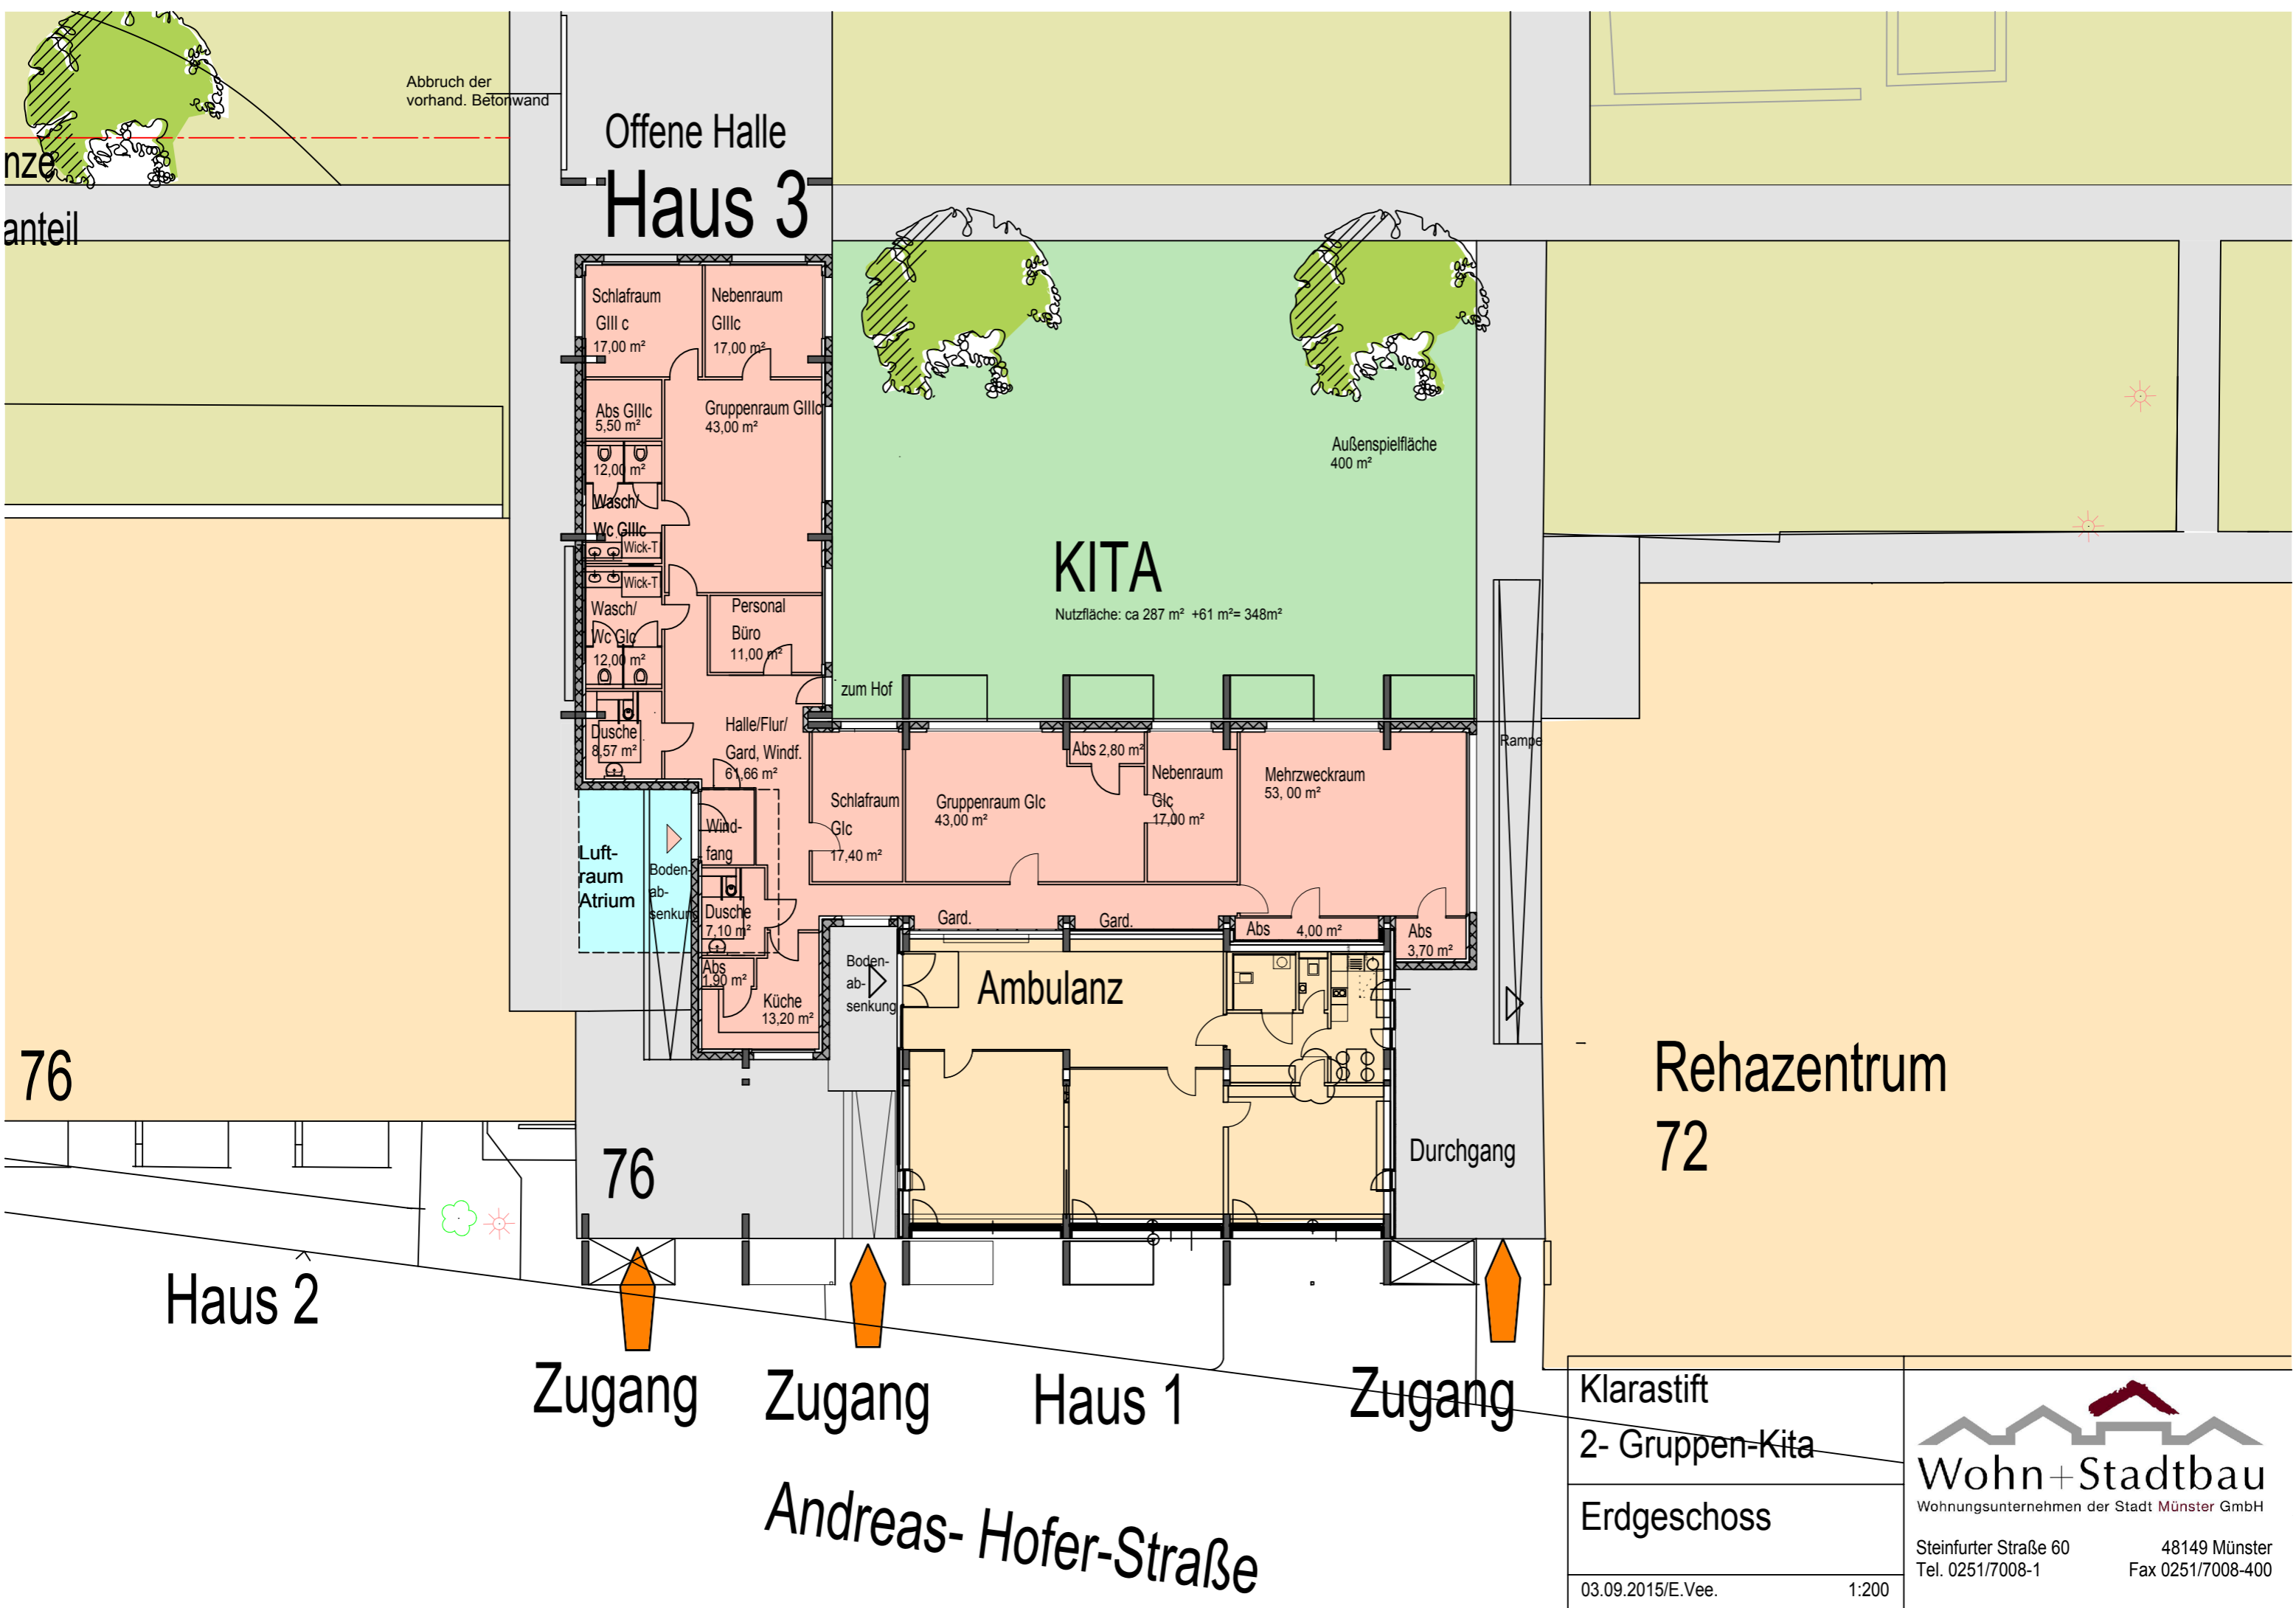 Abbruch der
vorhand. Betonwand
Offene Halle
Haus 3
nze
anteil
Schlafraum
GIII c
17,00 m²
Nebenraum
GIIIc
17,00 m²
Abs GIIIc
5,50 m²
Gruppenraum GIIIc
43,00 m²
12,00 m²
Wasch/
Wc GIIIc
Wick-T
Wick-T
Wasch/
Wc GIc
12,00 m²
Personal
Büro
11,00 m²
Außenspielfläche
400 m²
KITA
Nutzfläche: ca 287 m² +61 m²= 348m²
zum Hof
Dusche
8,57 m²
Halle/Flur/
Gard, Windf.
61,66 m²
Schlafraum
GIc
17,40 m²
Gruppenraum GIc
43,00 m²
Abs 2,80 m²
Nebenraum
GIc
17,00 m²
Mehrzweckraum
53, 00 m²
Rampe
Wind-
fang
Luft-
raum
Atrium
Boden-
ab-
senkung
Dusche
7,10 m²
Abs
1,90 m²
Küche
13,20 m²
Gard.
Gard.
Abs 4,00 m²
Abs
3,70 m²
Boden-
ab-
senkung
Ambulanz
76
76
Durchgang
Rehazentrum
72
Haus 2
Zugang
Zugang
Haus 1
Zugang
Andreas- Hofer-Straße
Klarastift
2- Gruppen-Kita
Erdgeschoss
03.09.2015/E.Vee. 1:200
Wohn+Stadtbau
Wohnungsunternehmen der Stadt Münster GmbH
Steinfurter Straße 60 48149 Münster
Tel. 0251/7008-1 Fax 0251/7008-400